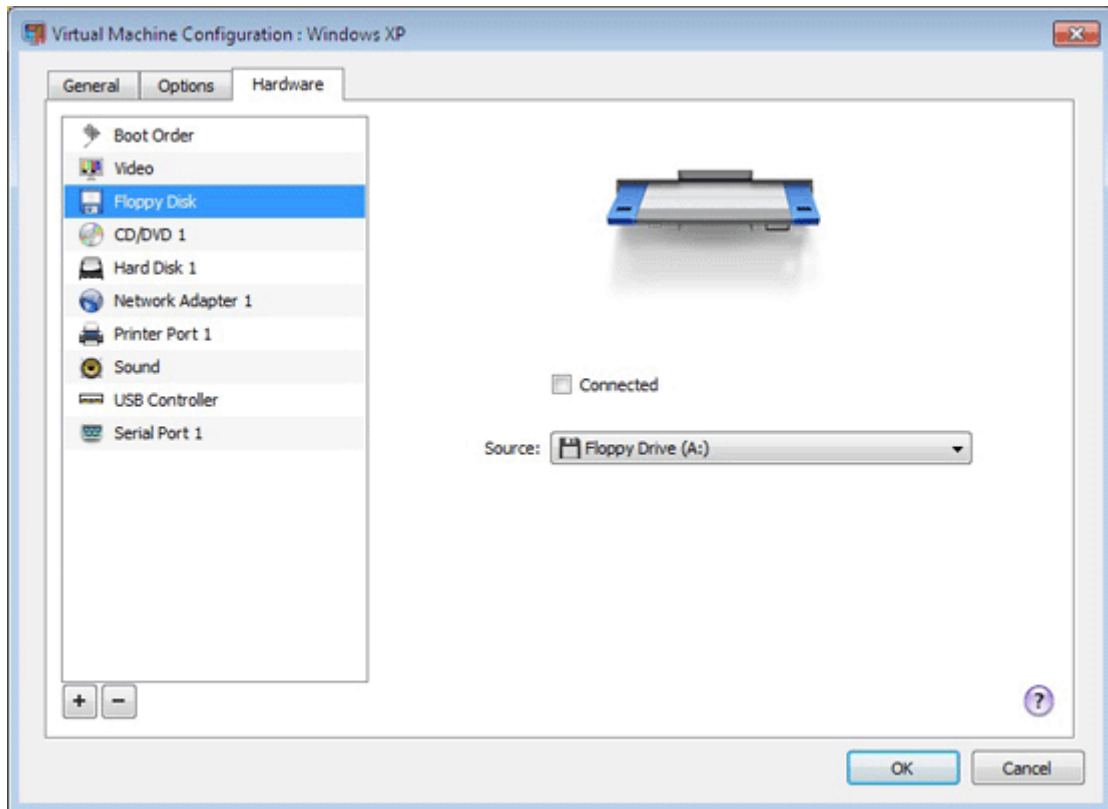 Virtual Machine Configuration : Windows XP
General
Options
Hardware
Boot Order
Video
Floppy Disk
CD/DVD 1
Hard Disk 1
Network Adapter 1
Printer Port 1
Sound
USB Controller
Serial Port 1
Connected
Source:
Floppy Drive (A:)
+
−
?
OK
Cancel